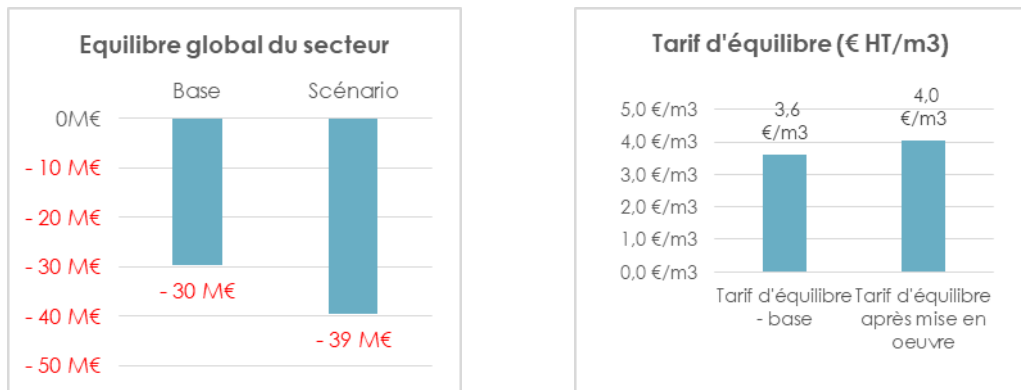 Equilibre global du secteur
Base
Scénario
0M€
- 10 M€
- 20 M€
- 30 M€
- 40 M€
- 50 M€
- 30 M€
- 39 M€
Tarif d'équilibre (€ HT/m3)
5,0 €/m3
4,0 €/m3
3,0 €/m3
2,0 €/m3
1,0 €/m3
0,0 €/m3
3,6
€/m3
4,0
€/m3
Tarif d'équilibre
- base
Tarif d'équilibre
après mise en
oeuvre